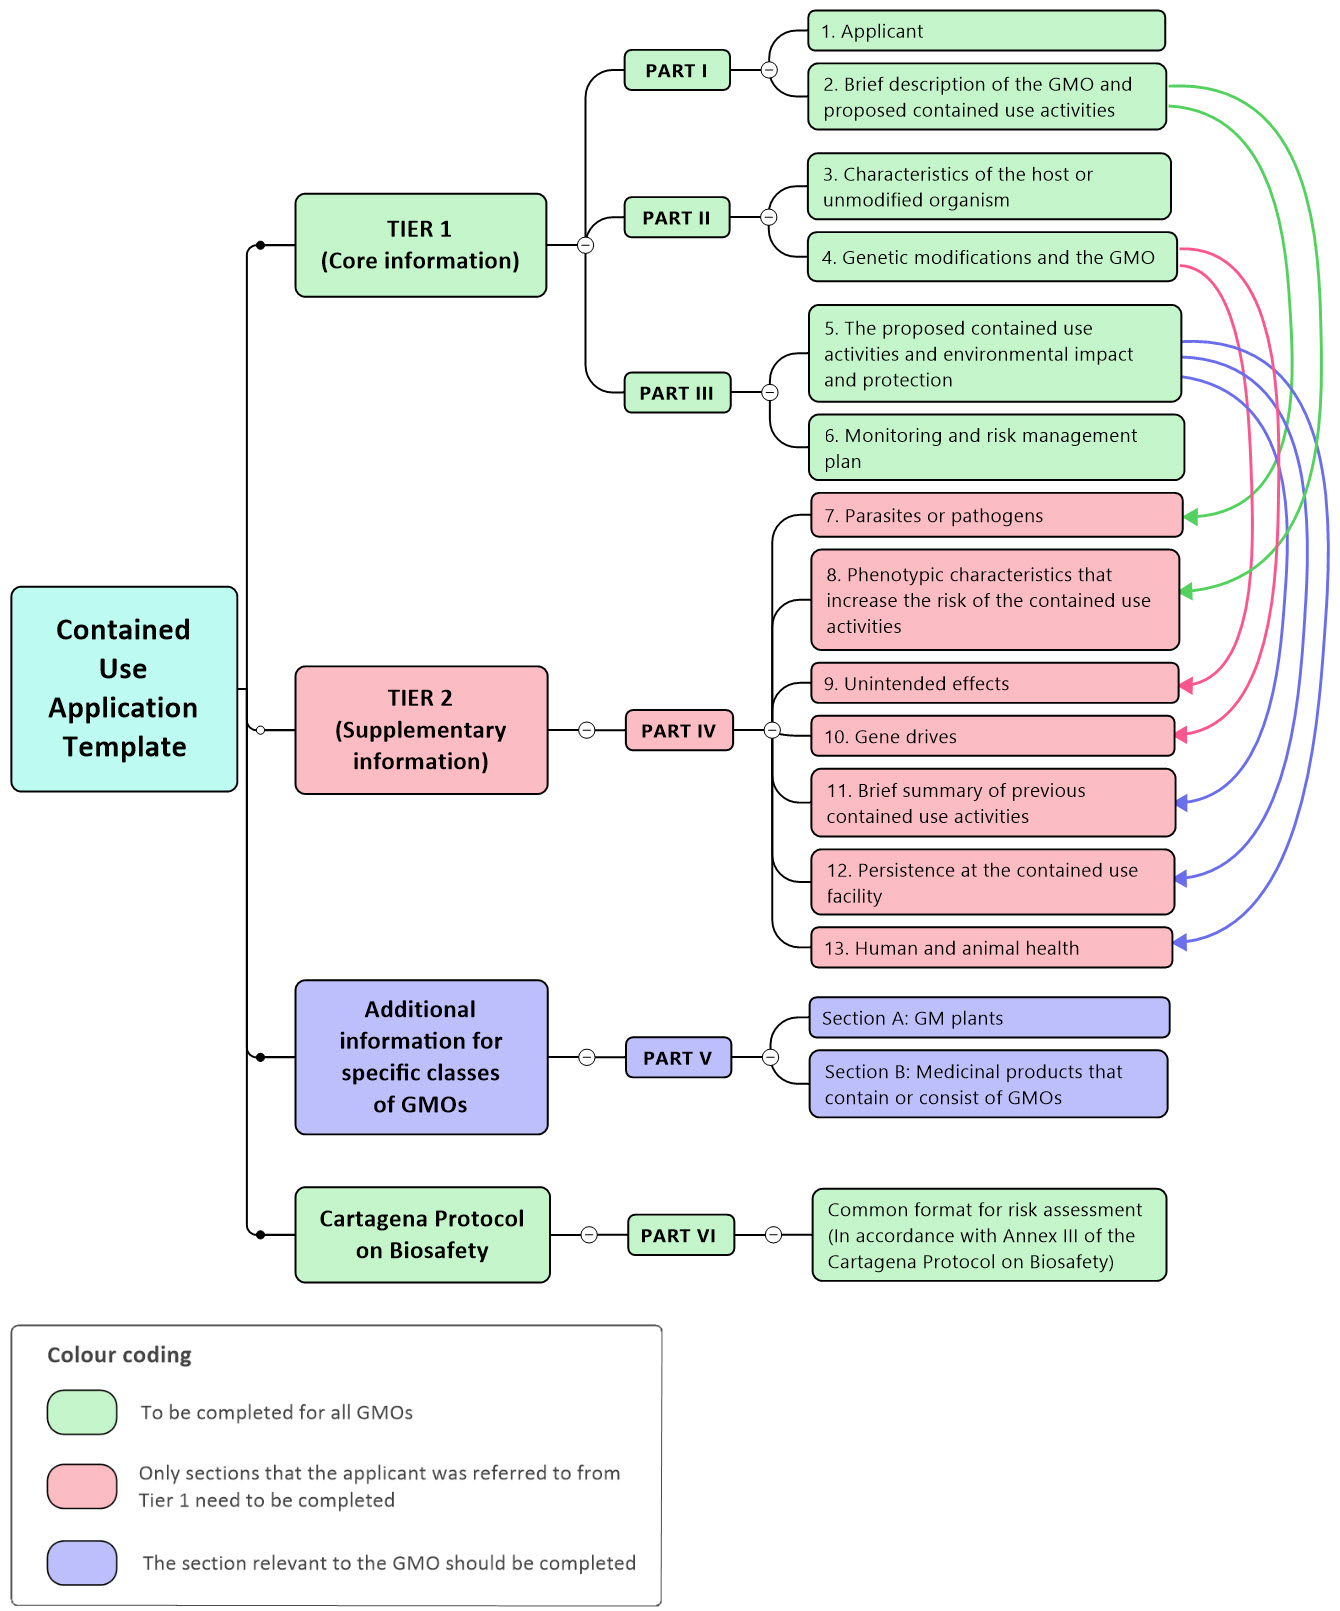 Contained
Use
Application
Template
TIER 1
(Core information)
PART I
1. Applicant
2. Brief description of the GMO and
proposed contained use activities
PART II
3. Characteristics of the host or
unmodified organism
4. Genetic modifications and the GMO
PART III
5. The proposed contained use
activities and environmental impact
and protection
6. Monitoring and risk management
plan
TIER 2
(Supplementary
information)
PART IV
7. Parasites or pathogens
8. Phenotypic characteristics that
increase the risk of the contained use
activities
9. Unintended effects
10. Gene drives
11. Brief summary of previous
contained use activities
12. Persistence at the contained use
facility
13. Human and animal health
Additional
information for
specific classes
of GMOs
PART V
Section A: GM plants
Section B: Medicinal products that
contain or consist of GMOs
Cartagena Protocol
on Biosafety
PART VI
Common format for risk assessment
(In accordance with Annex III of the
Cartagena Protocol on Biosafety)
Colour coding
To be completed for all GMOs
Only sections that the applicant was referred to from
Tier 1 need to be completed
The section relevant to the GMO should be completed